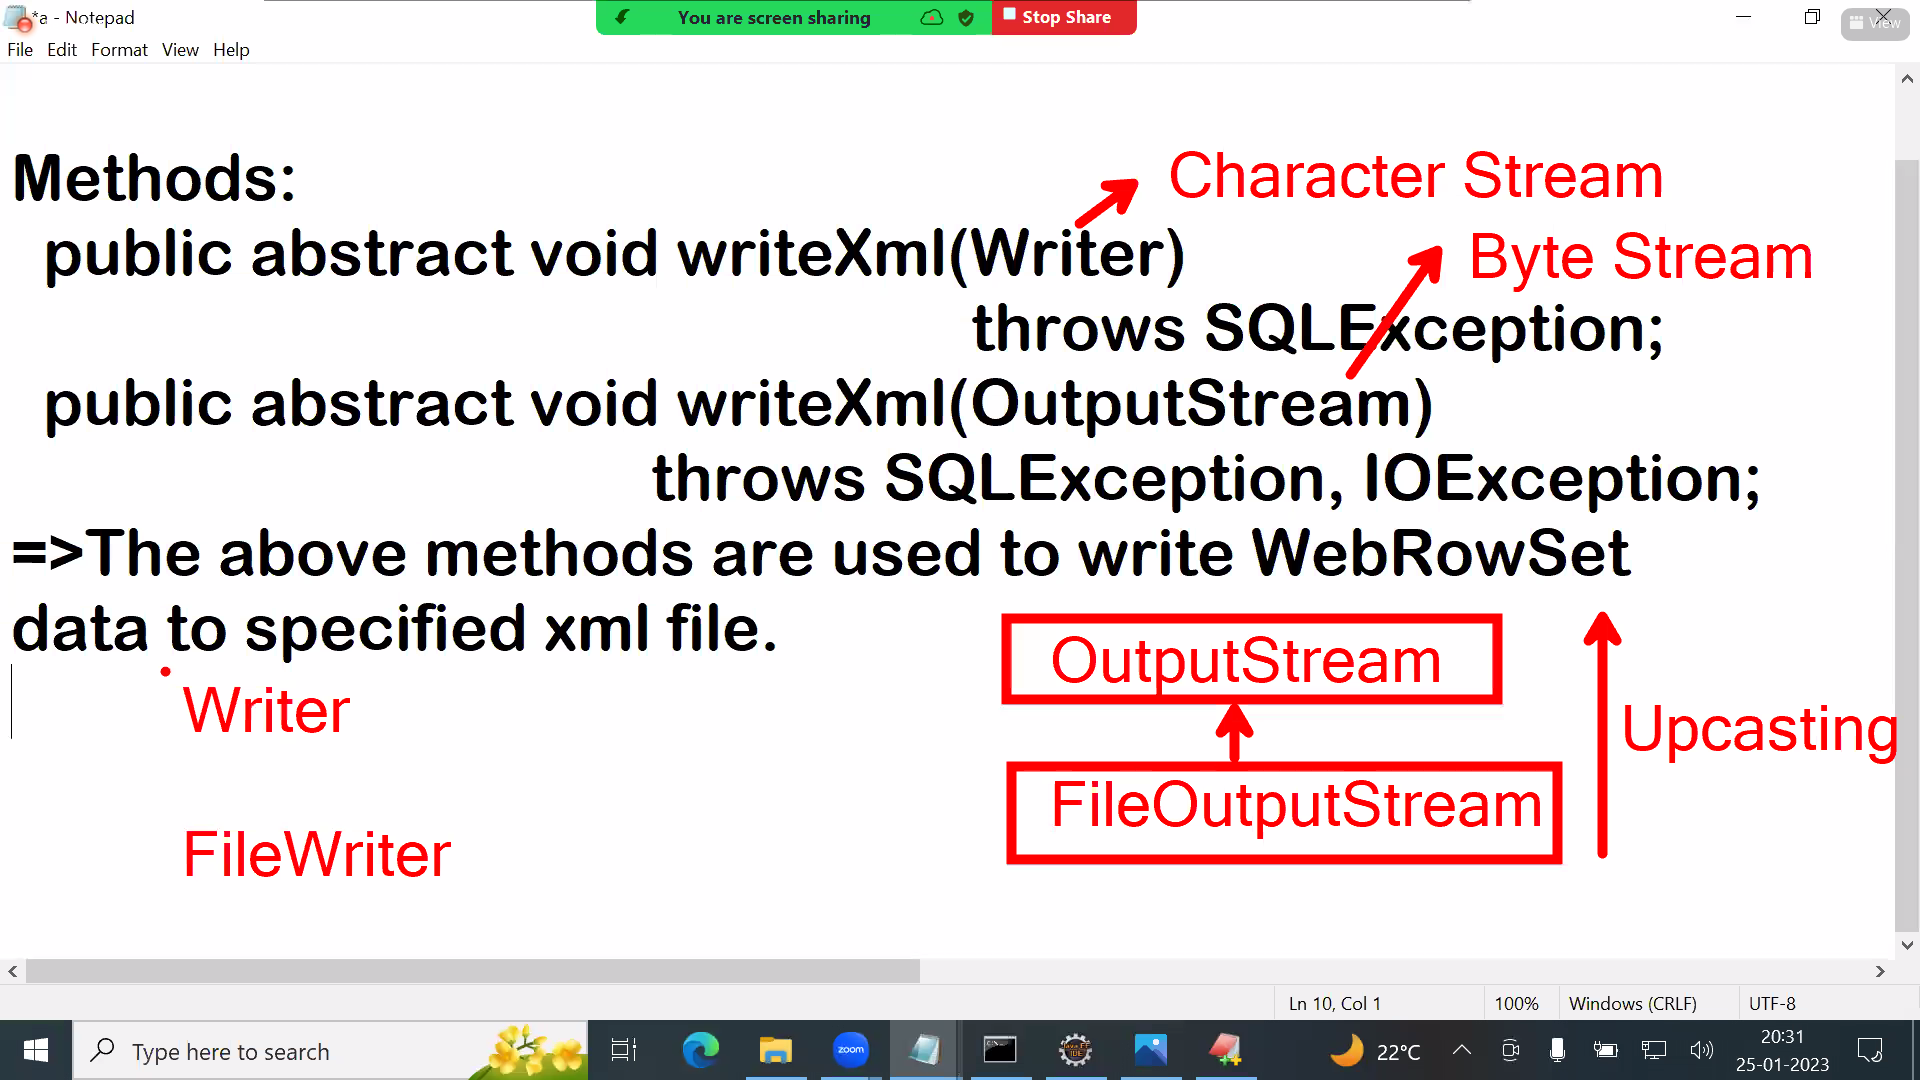 *a - Notepad
You are screen sharing
Stop Share
View
File Edit Format View Help
Methods:
Character Stream
public abstract void writeXml(Writer)
Byte Stream
throws SQLException;
public abstract void writeXml(OutputStream)
throws SQLException, IOException;
=>The above methods are used to write WebRowSet
data to specified xml file.
OutputStream
Writer
Upcasting
FileOutputStream
FileWriter
Ln 10, Col 1
100%
Windows (CRLF)
UTF-8
Type here to search
zoom
22°C
20:31
25-01-2023